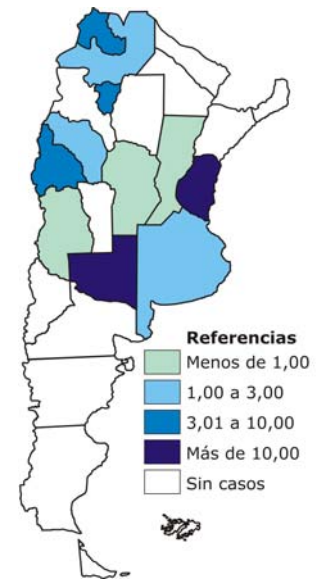 Referencias
Menos de 1,00
1,00 a 3,00
3,01 a 10,00
Más de 10,00
Sin casos